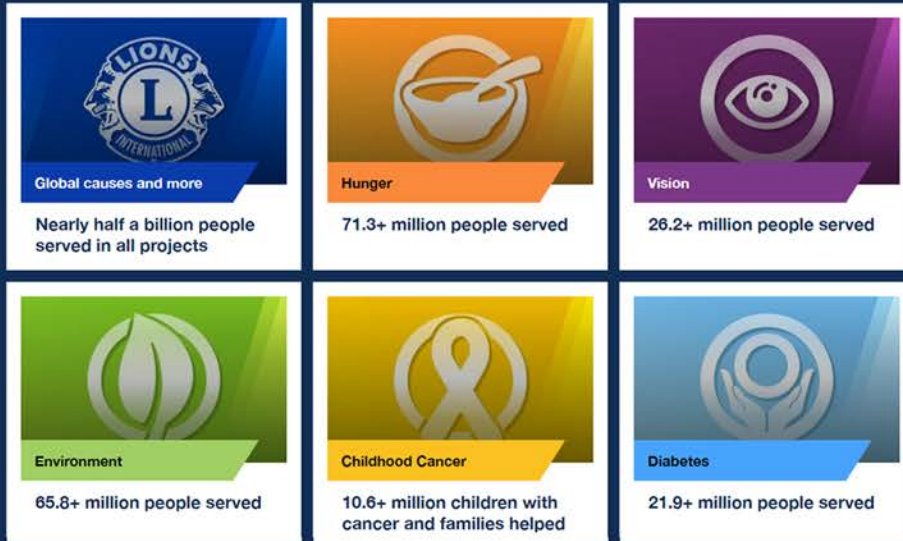 LIONS
L
INTERNATIONAL
Global causes and more
Nearly half a billion people
served in all projects
Hunger
71.3+ million people served
Vision
26.2+ million people served
Environment
65.8+ million people served
Childhood Cancer
10.6+ million children with
cancer and families helped
Diabetes
21.9+ million people served